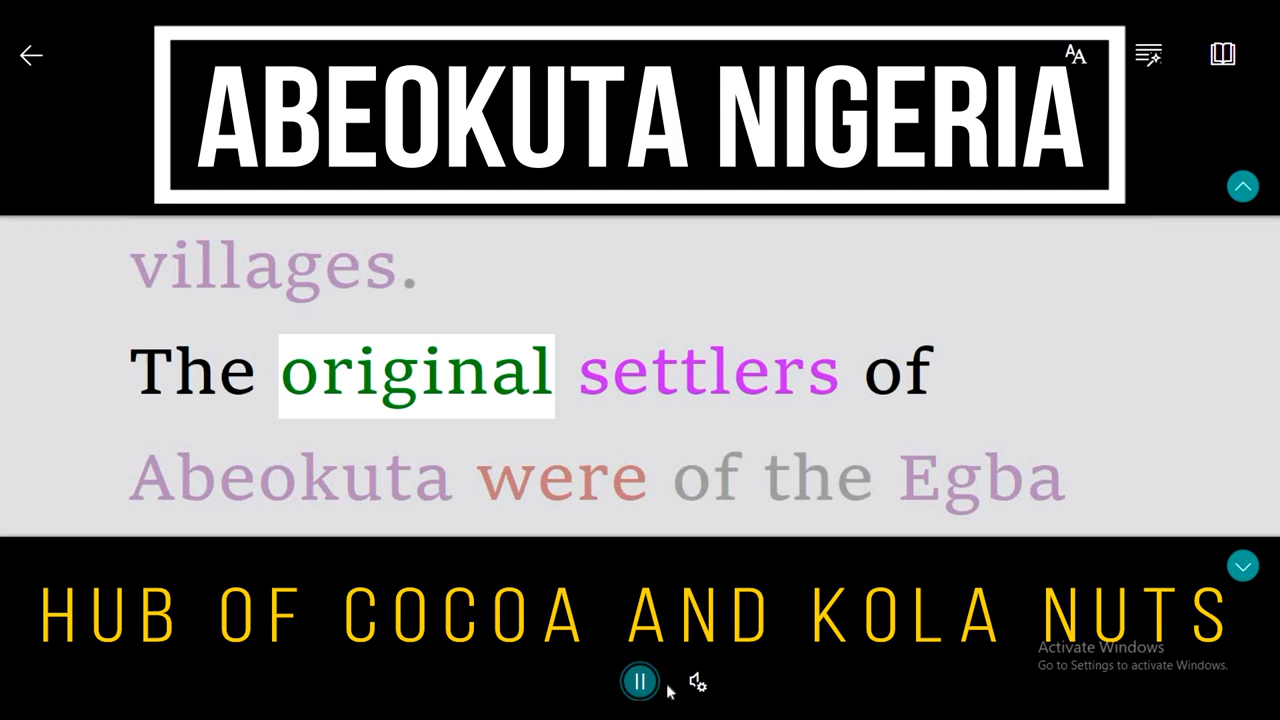 ABEOKUTA NIGERIA
villages.
The original settlers of
Abeokuta were of the Egba
HUB OF COCOA AND KOLA NUTS
Activate Windows
Go to Settings to activate Windows.